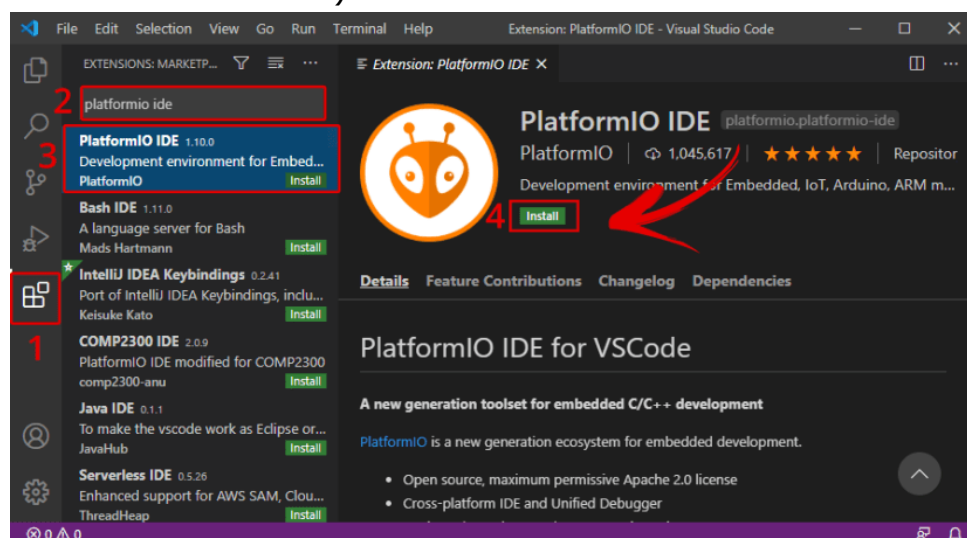 File Edit Selection View Go Run Terminal Help Extension: PlatformIO IDE - Visual Studio Code
EXTENSIONS: MARKETP...
Extension: PlatformIO IDE
2
platformio ide
3
PlatformIO IDE 1.10.0
Development environment for Embed...
PlatformIO Install
Bash IDE 1.11.0
A language server for Bash
Mads Hartmann Install
IntelliJ IDEA Keybindings 0.2.41
Port of IntelliJ IDEA Keybindings, inclu...
Keisuke Kato Install
1
COMP2300 IDE 2.0.9
PlatformIO IDE modified for COMP2300
comp2300-anu Install
Java IDE 0.1.1
To make the vscode work as Eclipse or...
JavaHub Install
Serverless IDE 0.5.26
Enhanced support for AWS SAM, Clou...
ThreadHeap Install
PlatformIO IDE platformio.platformio-ide
PlatformIO 1,045,617 Repositor
Development environment for Embedded, IoT, Arduino, ARM m...
4 Install
Details Feature Contributions Changelog Dependencies
PlatformIO IDE for VSCode
A new generation toolset for embedded C/C++ development
PlatformIO is a new generation ecosystem for embedded development.
• Open source, maximum permissive Apache 2.0 license
• Cross-platform IDE and Unified Debugger
0 0